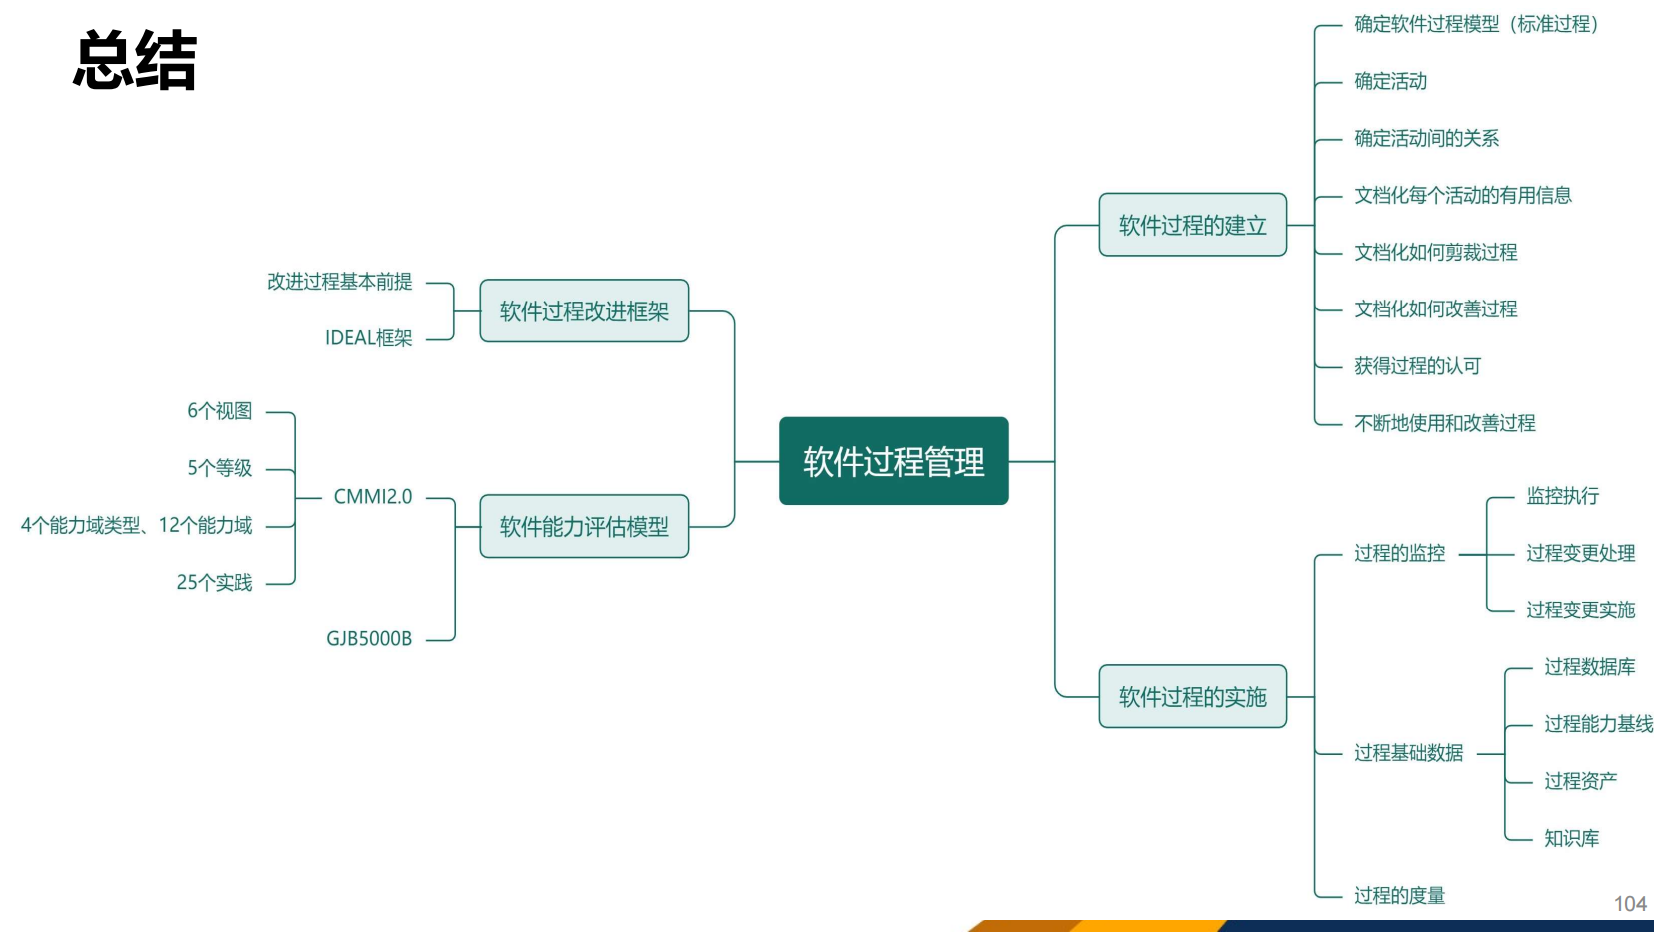 总结
软件过程管理
软件过程的建立
确定软件过程模型（标准过程）
确定活动
确定活动间的关系
文档化每个活动的有用信息
文档化如何剪裁过程
文档化如何改善过程
获得过程的认可
不断地使用和改善过程
软件过程的实施
过程的监控
监控执行
过程变更处理
过程变更实施
过程基础数据
过程数据库
过程能力基线
过程资产
知识库
过程的度量
软件过程改进框架
改进过程基本前提
IDEAL框架
软件能力评估模型
CMMI2.0
6个视图
5个等级
4个能力域类型、12个能力域
25个实践
GJB5000B
104